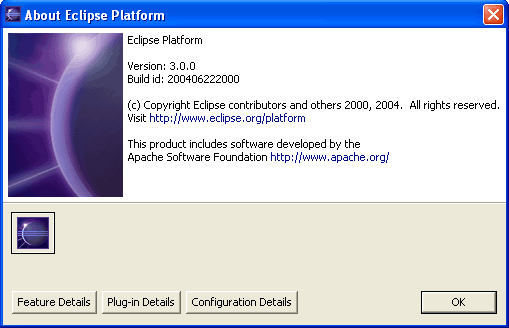 About Eclipse Platform
Eclipse Platform
Version: 3.0.0
Build id: 200406222000
(c) Copyright Eclipse contributors and others 2000, 2004.  All rights reserved.
Visit http://www.eclipse.org/platform
This product includes software developed by the
Apache Software Foundation http://www.apache.org/
Feature Details
Plug-in Details
Configuration Details
OK